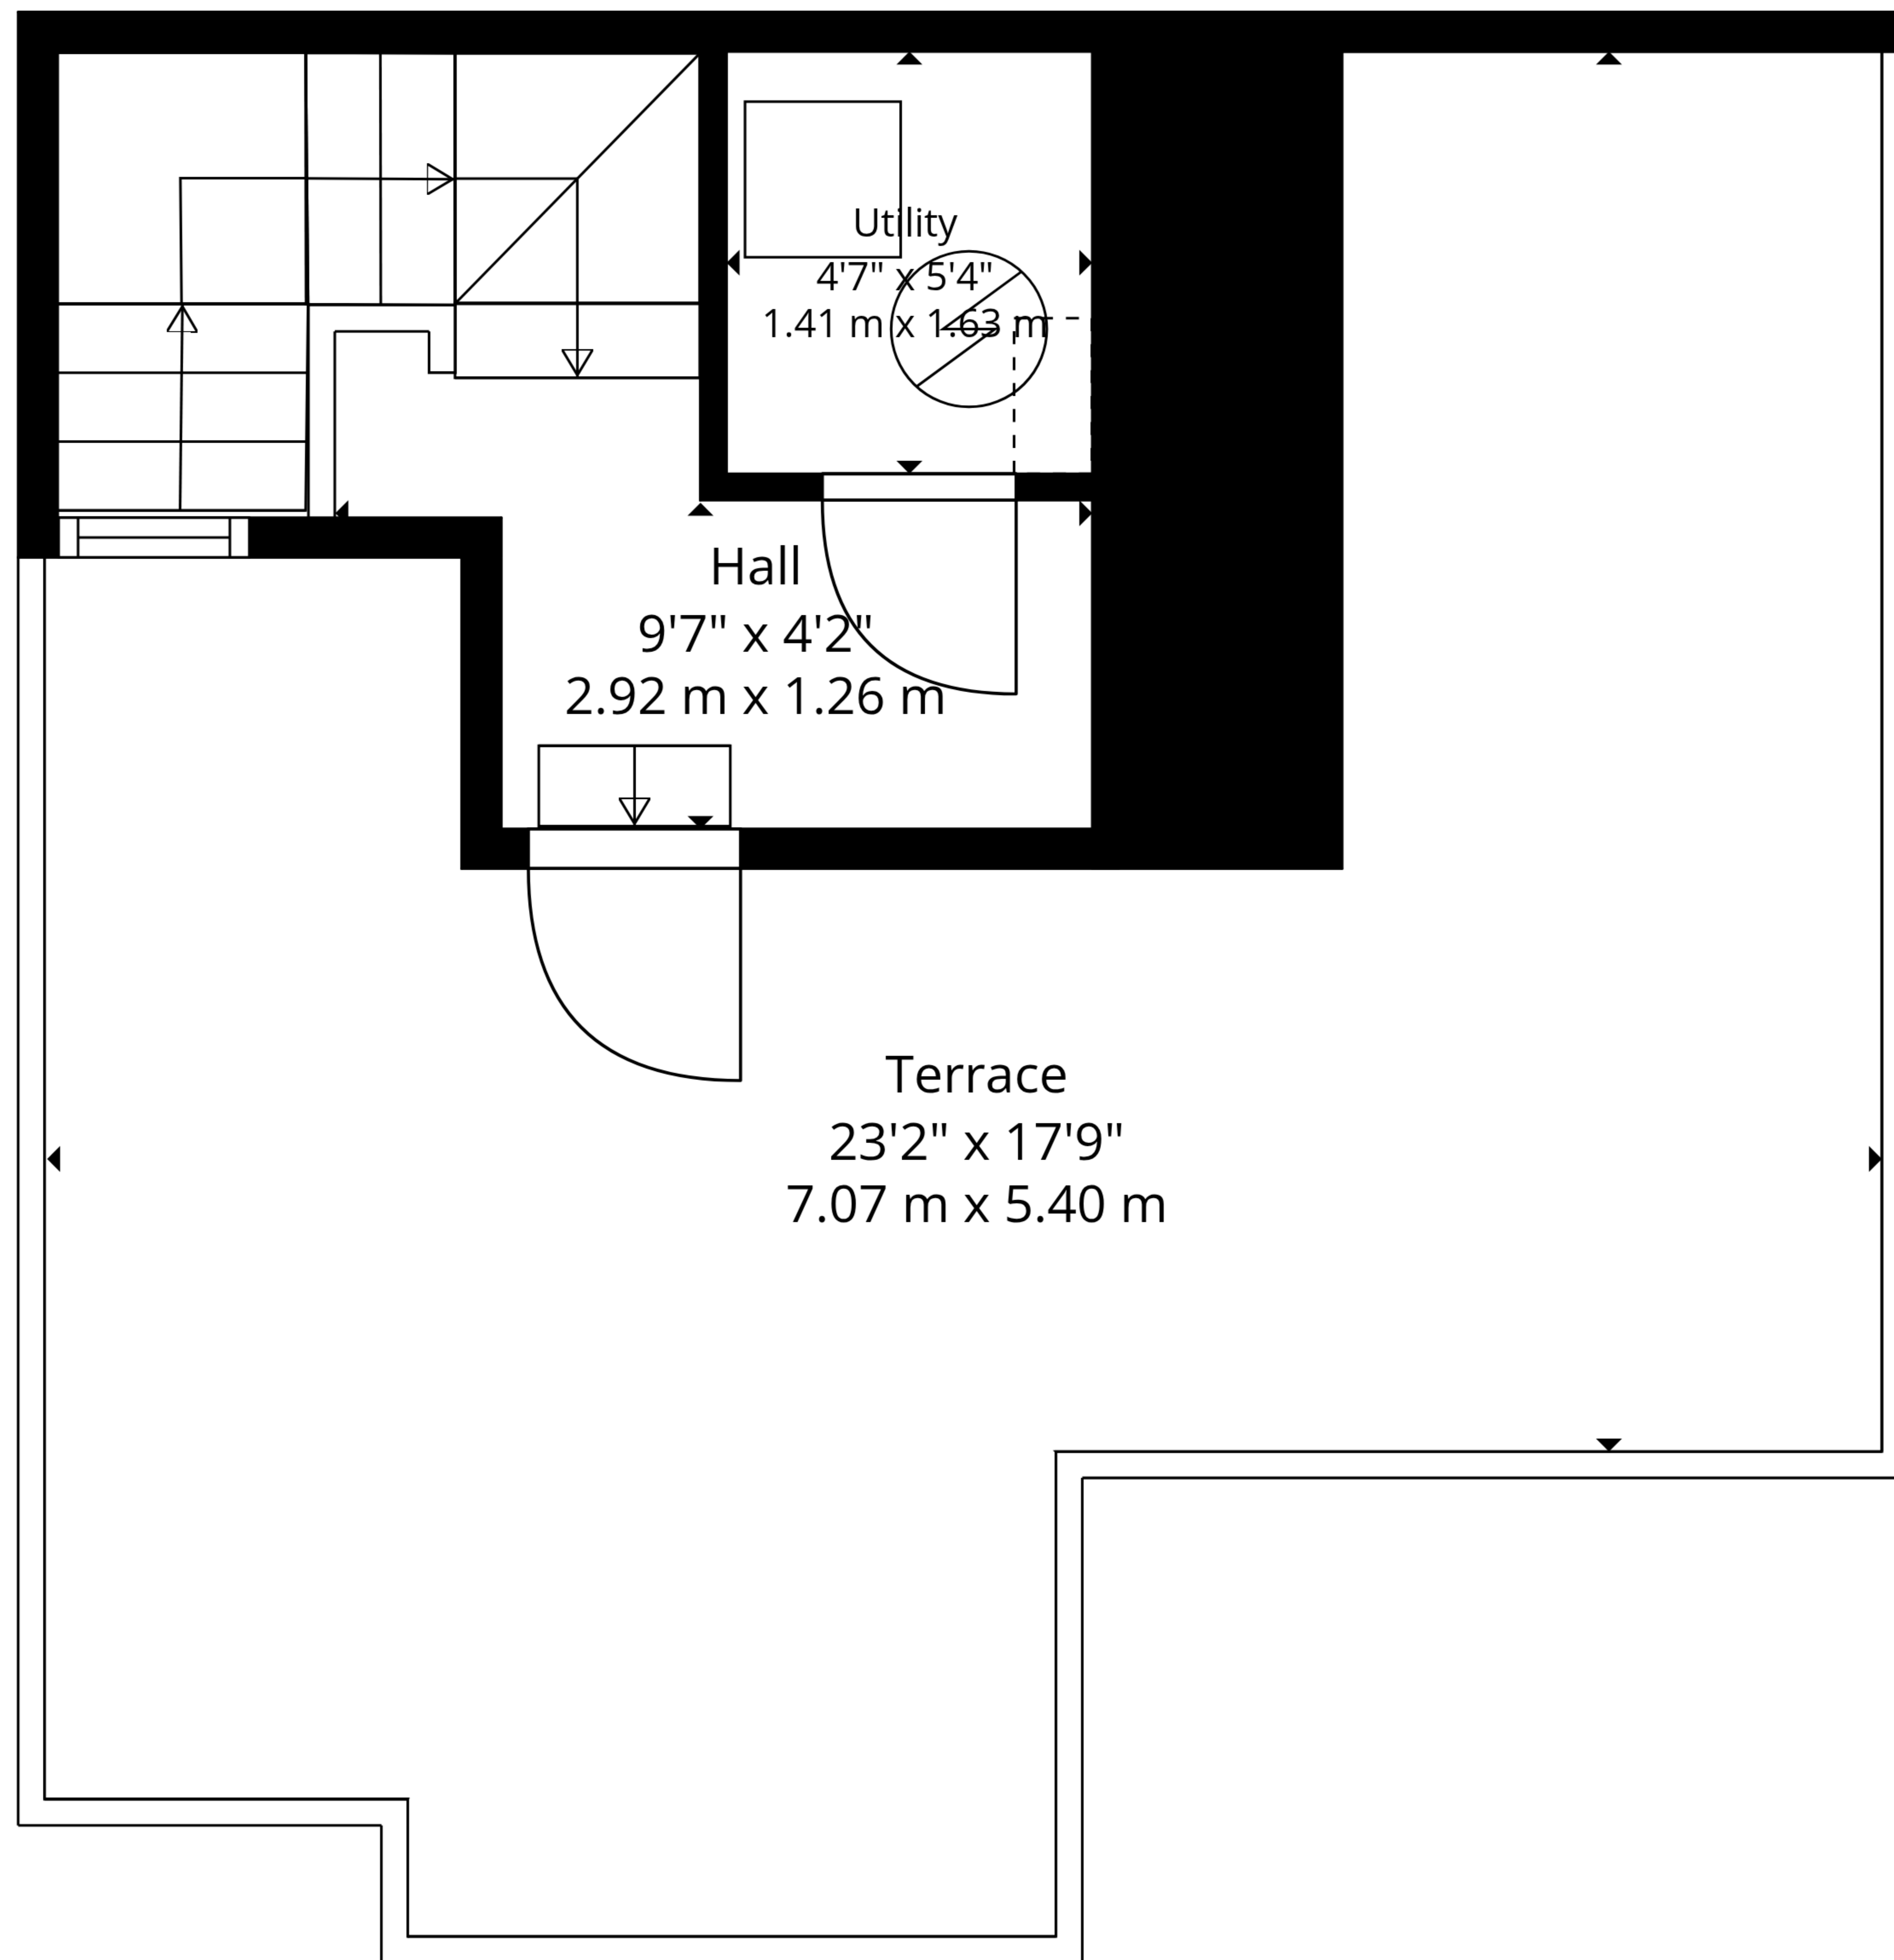 Utility
4'7" x 5'4"
1.41 m x 1.63 m
Hall
9'7" x 4'2"
2.92 m x 1.26 m
Terrace
23'2" x 17'9"
7.07 m x 5.40 m